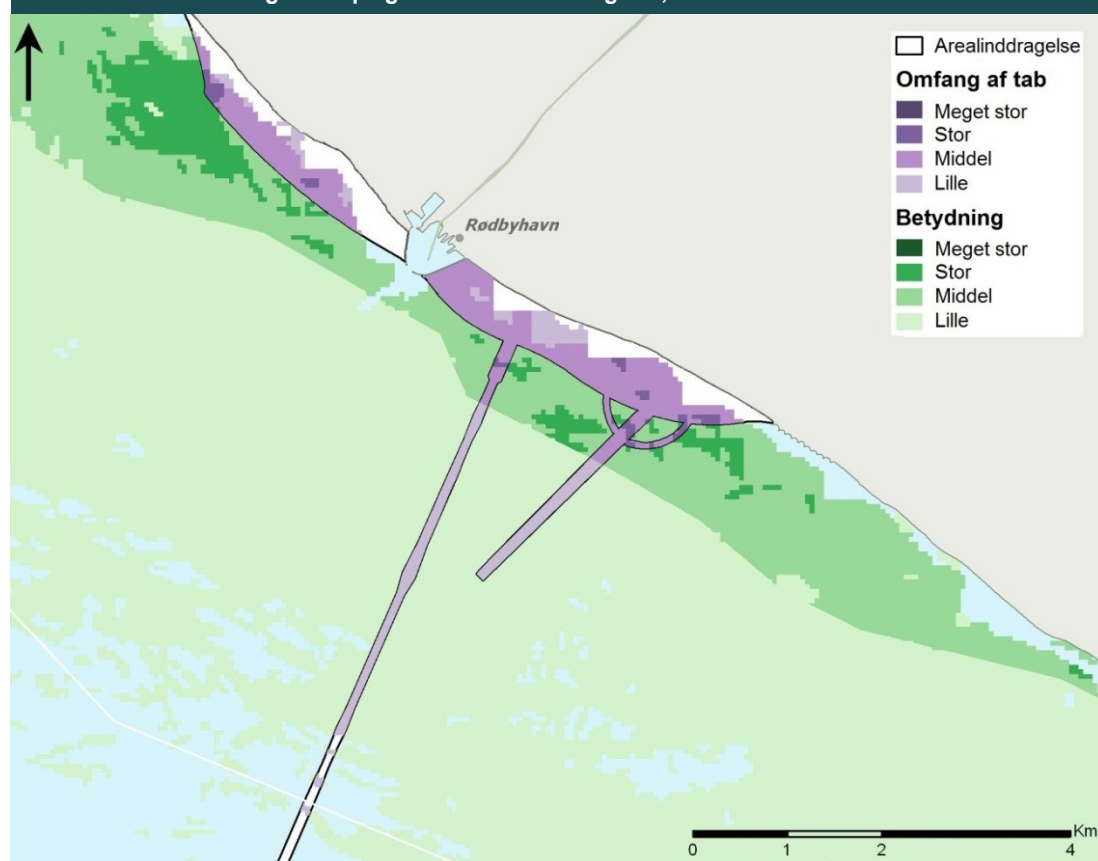 Arealinddragelse
Omfang af tab
Meget stor
Stor
Middel
Lille
Betydning
Meget stor
Stor
Middel
Lille
Rødbyhavn
Km
0 1 2 4